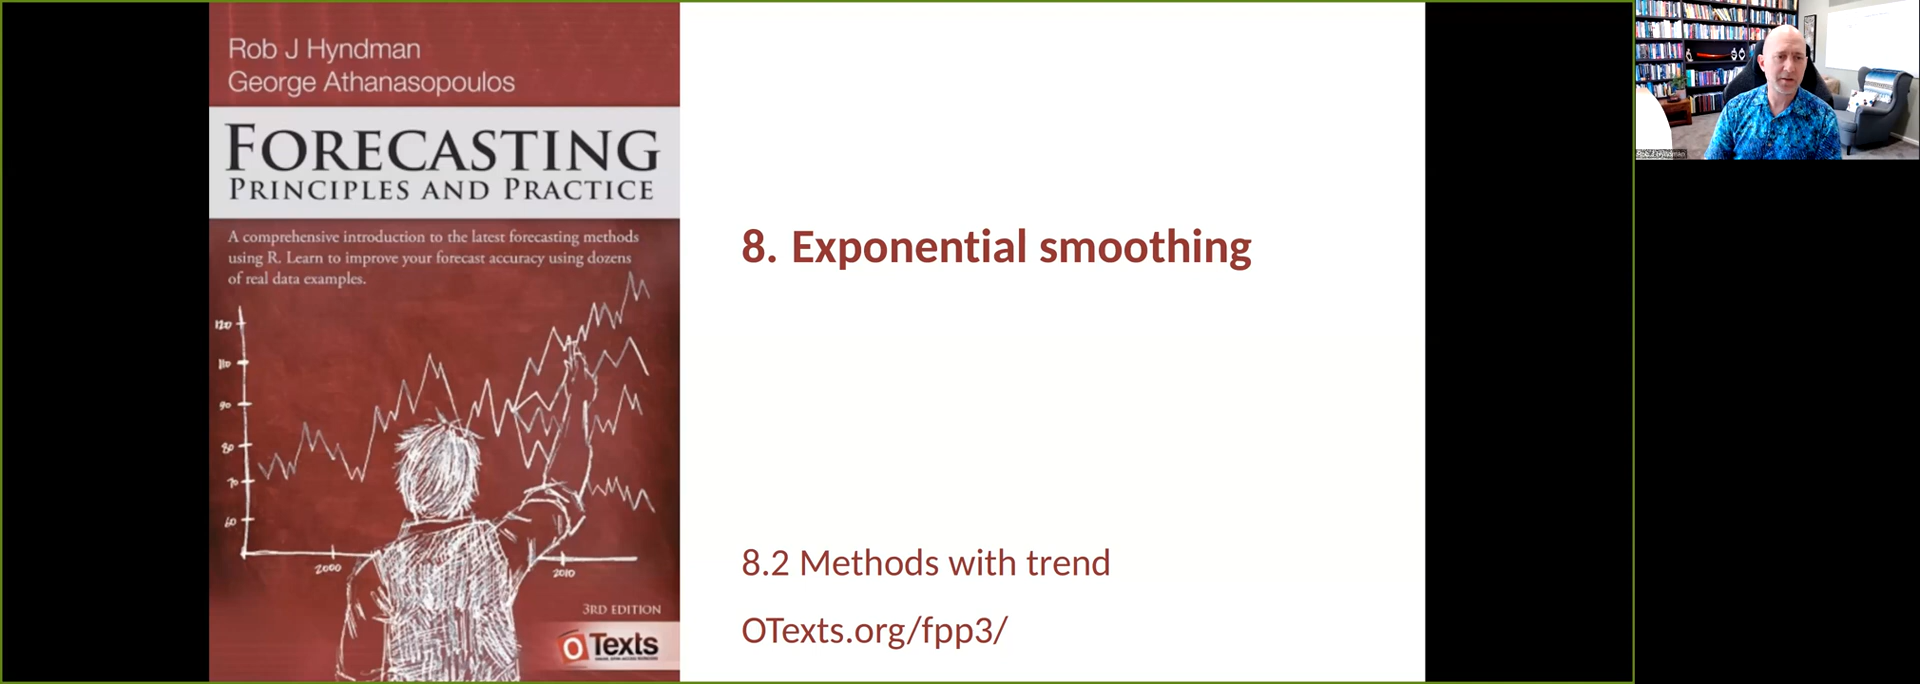 Rob J Hyndman
George Athanasopoulos
FORECASTING
PRINCIPLES AND PRACTICE
A comprehensive introduction to the latest forecasting methods
using R. Learn to improve your forecast accuracy using dozens
of real data examples.
120
110
90
80
70
60
2000
2010
3RD EDITION
OTexts
8. Exponential smoothing
8.2 Methods with trend
OTexts.org/fpp3/
Rob J Hyndman